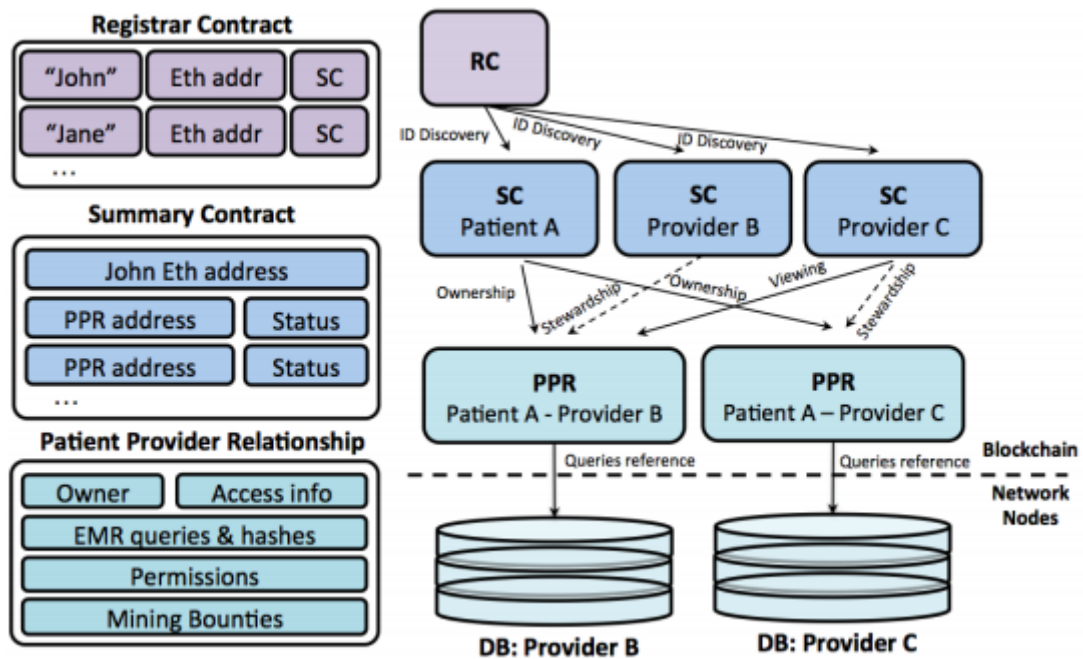 Registrar Contract
“John” Eth addr SC
“Jane” Eth addr SC
...
Summary Contract
John Eth address
PPR address Status
PPR address Status
...
Patient Provider Relationship
Owner Access info
EMR queries & hashes
Permissions
Mining Bounties
RC
ID Discovery
ID Discovery
ID Discovery
SC
Patient A
SC
Provider B
SC
Provider C
Ownership
Stewardship
Ownership
Viewing
Stewardship
PPR
Patient A - Provider B
PPR
Patient A – Provider C
Queries reference
Queries reference
Blockchain
Network
Nodes
DB: Provider B
DB: Provider C